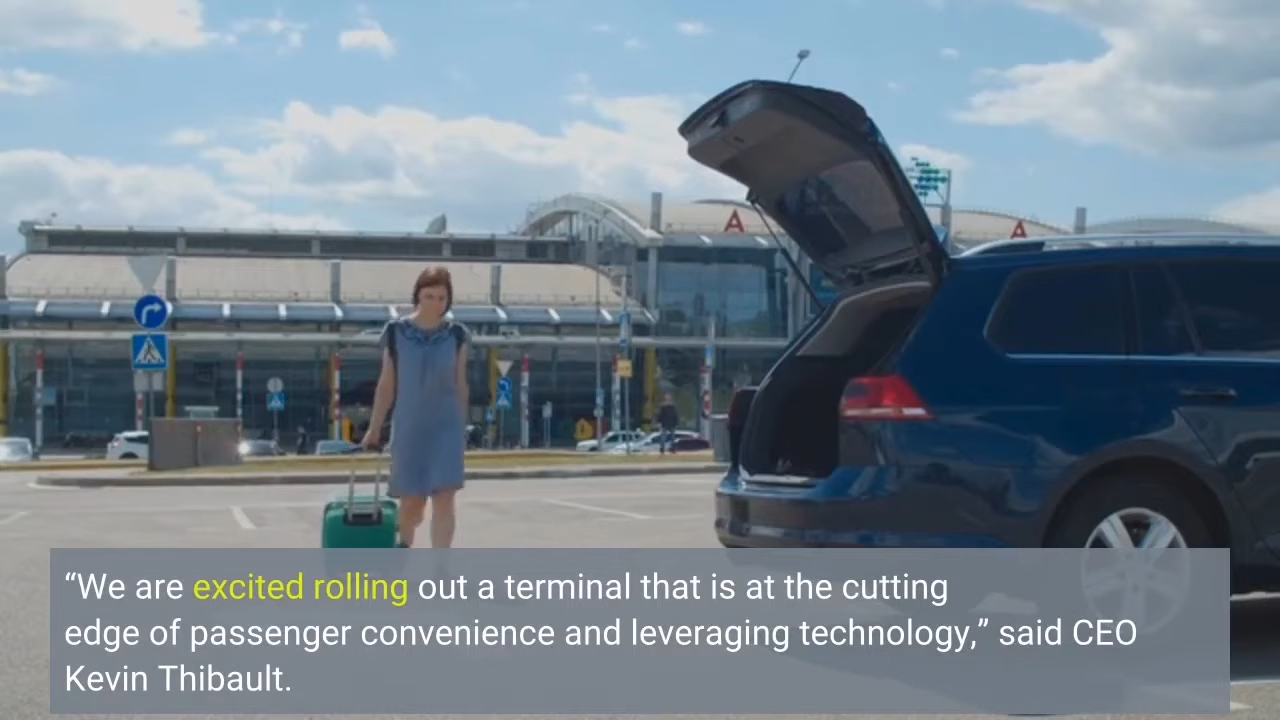 A
A
“We are excited rolling out a terminal that is at the cutting
edge of passenger convenience and leveraging technology,” said CEO
Kevin Thibault.